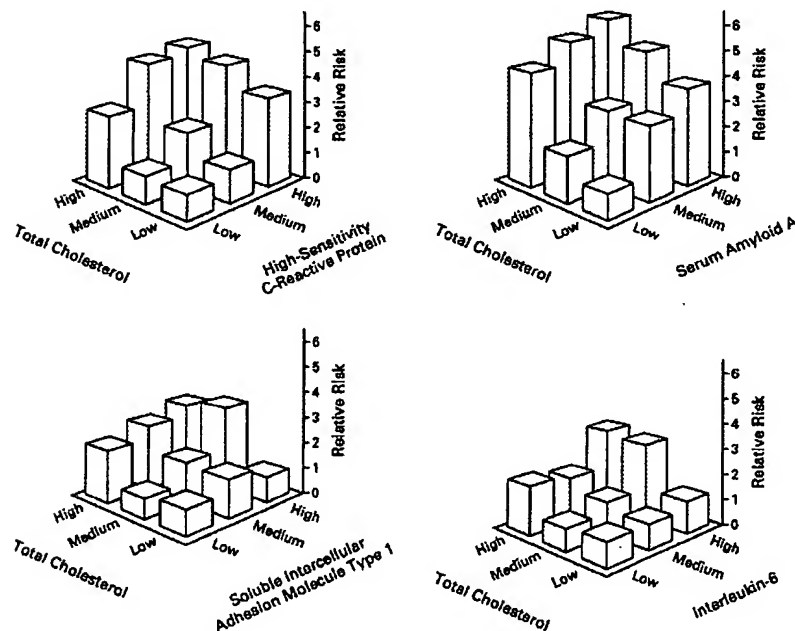 6
5
4
3
2
1
0
Relative Risk
High
Medium
Low
Total Cholesterol
Low
Medium
High
High-Sensitivity
C-Reactive Protein
6
5
4
3
2
1
0
Relative Risk
High
Medium
Low
Total Cholesterol
Low
Medium
High
Serum Amyloid A
6
5
4
3
2
1
0
Relative Risk
High
Medium
Low
Total Cholesterol
Low
Medium
High
Soluble Intercellular
Adhesion Molecule Type 1
6
5
4
3
2
1
0
Relative Risk
High
Medium
Low
Total Cholesterol
Low
Medium
High
Interleukin-6